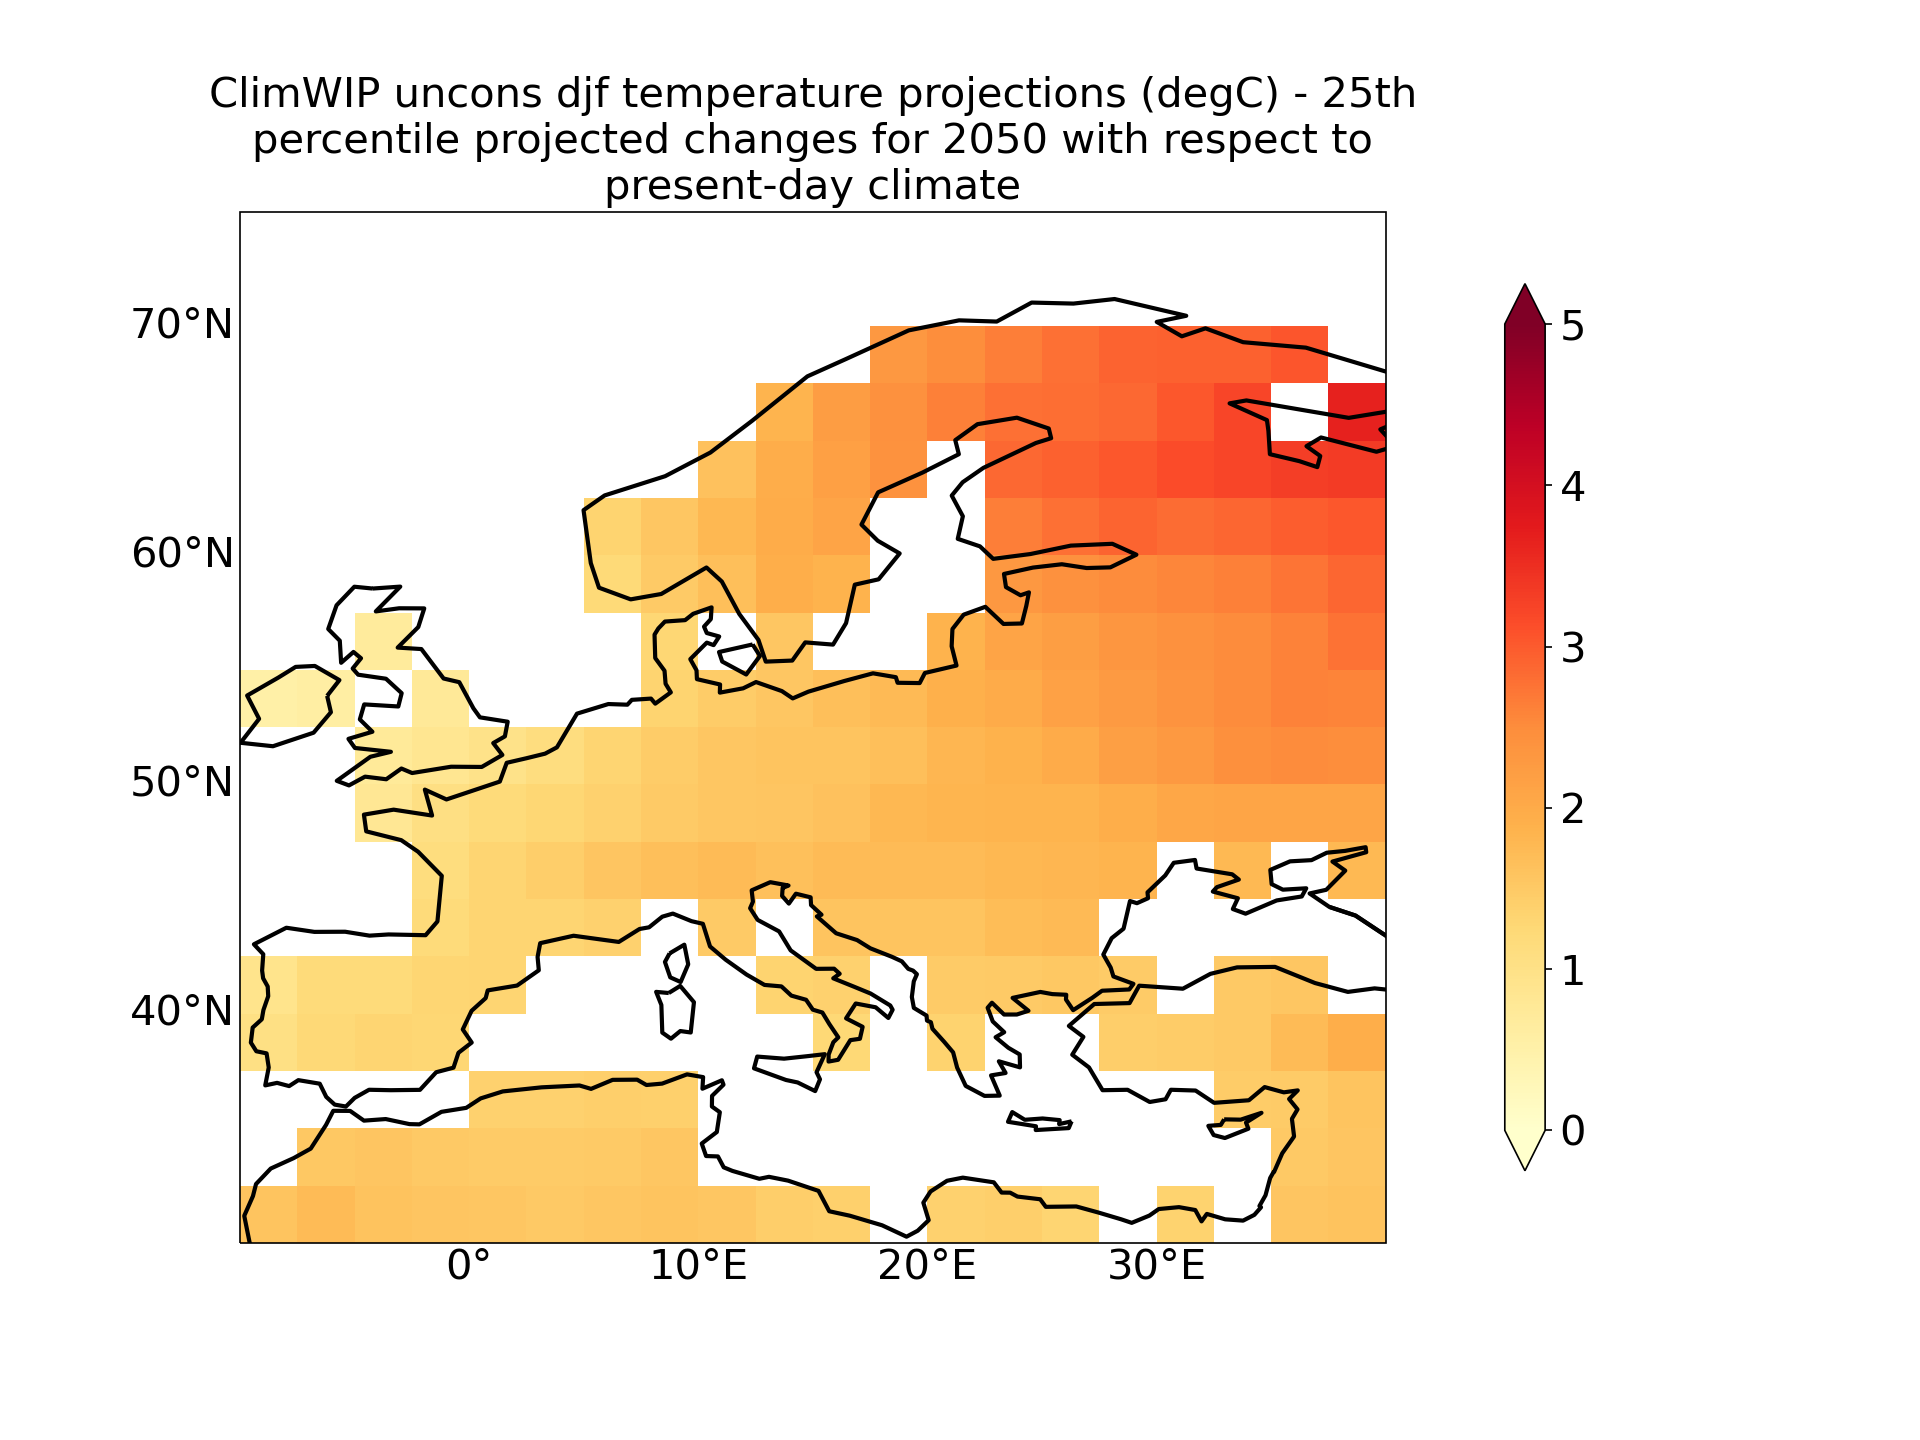 ClimWIP uncons djf temperature projections (degC) - 25th
percentile projected changes for 2050 with respect to
present-day climate
70°N
60°N
50°N
40°N
0°
10°E
20°E
30°E
5
4
3
2
1
0